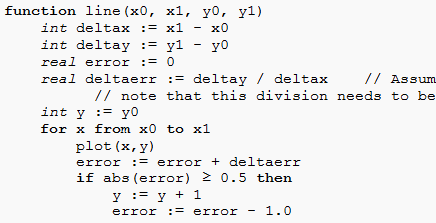 function line(x0, x1, y0, y1)
int deltax := x1 - x0
int deltay := y1 - y0
real error := 0
real deltaerr := deltay / deltax // Assum
// note that this division needs to be
int y := y0
for x from x0 to x1
plot(x,y)
error := error + deltaerr
if abs(error) ≥ 0.5 then
y := y + 1
error := error - 1.0